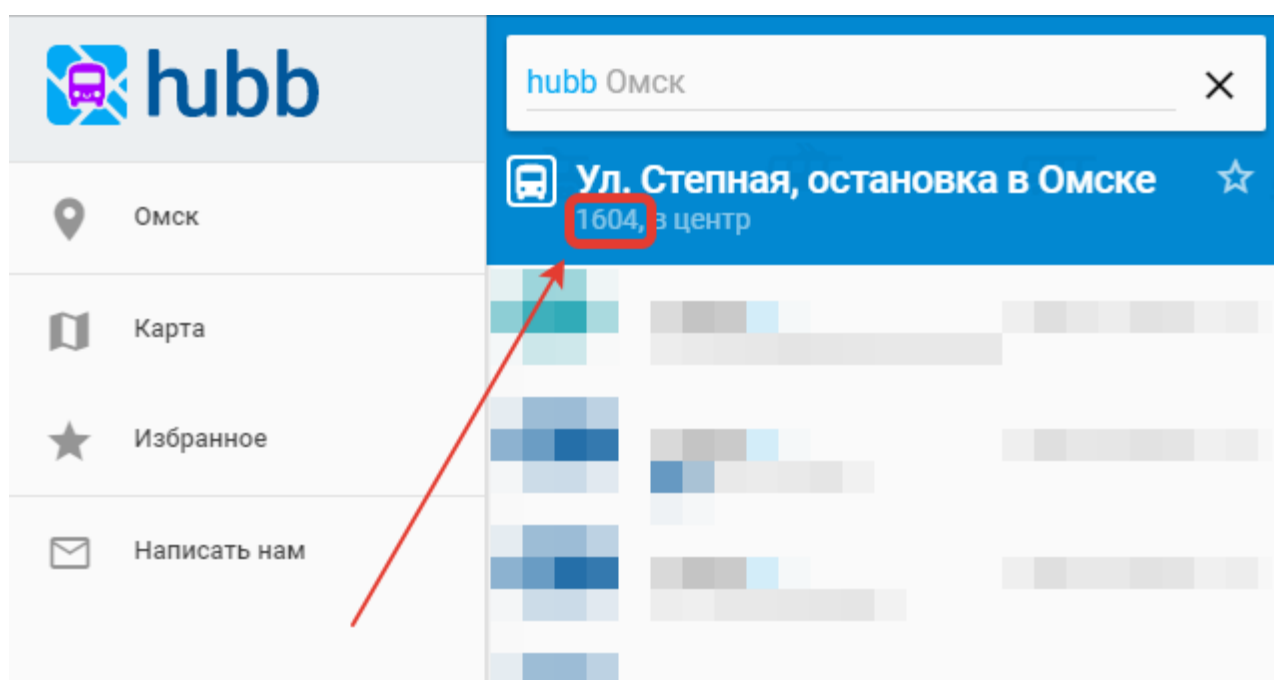 hubb
Омск
Карта
Избранное
Написать нам
hubb Омск
Ул. Степная, остановка в Омске
1604, в центр